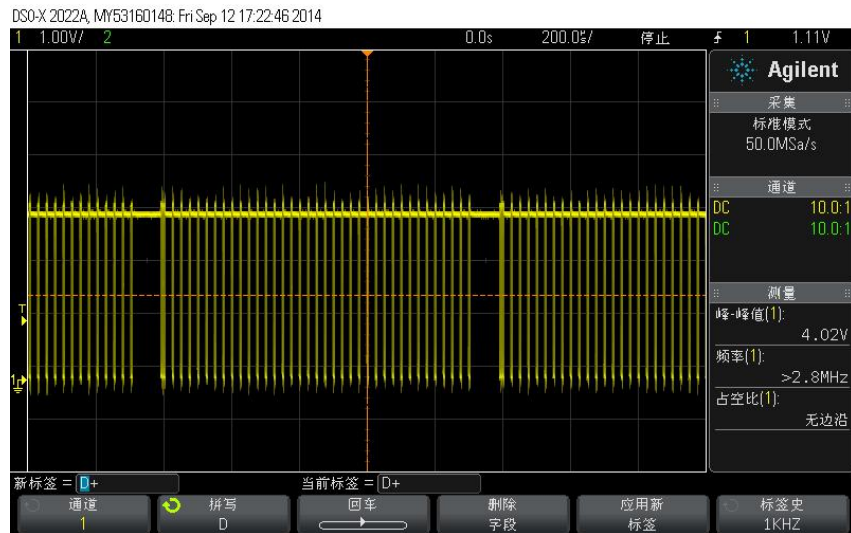 DSO-X 2022A, MY53160148: Fri Sep 12 17:22:46 2014
1 1.00V/ 2 0.0s 200.0㎲/ 停止 1 1.11V
Agilent
采集
标准模式
50.0MSa/s
通道
DC 10.0:1
DC 10.0:1
测量
峰-峰值(1):
4.02V
频率(1):
>2.8MHz
占空比(1):
无边沿
T
1
新标签 = D+ 当前标签 = D+
通道 拼写 回车 删除 应用新 标签史
1 D 字段 标签 1KHZ